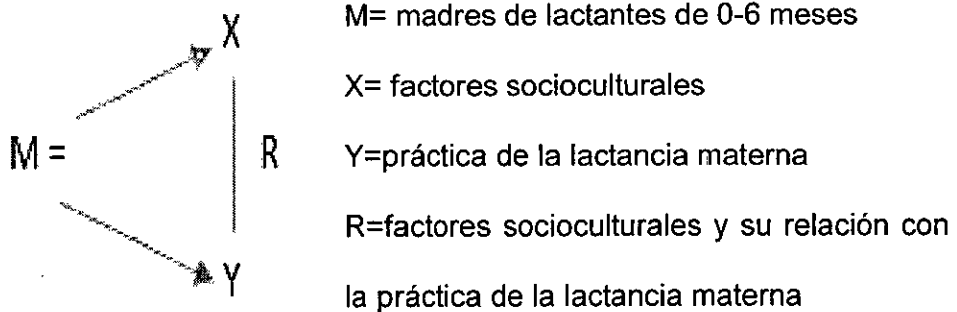 X
M =
R
Y
M= madres de lactantes de 0-6 meses
X= factores socioculturales
Y=práctica de la lactancia materna
R=factores socioculturales y su relación con
la práctica de la lactancia materna